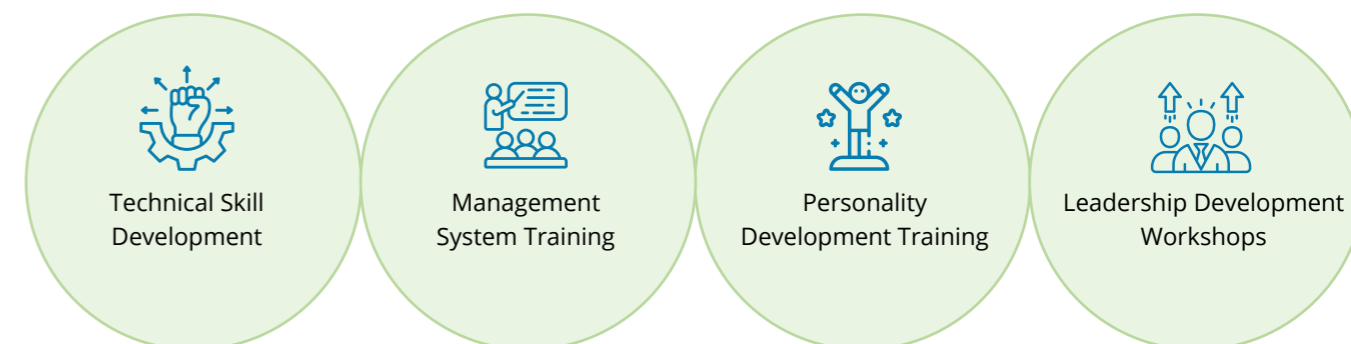 Technical Skill
Development
Management
System Training
Personality
Development Training
Leadership Development
Workshops